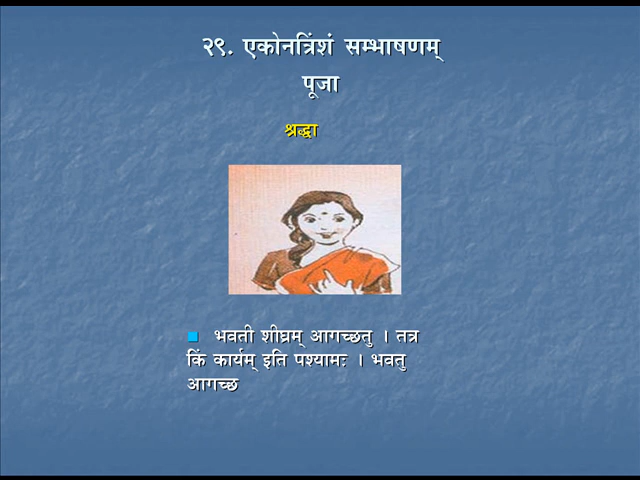 २९. एकोनत्रिंशं सम्भाषणम्
पूजा
श्रद्धा
भवती शीघ्रम् आगच्छतु । तत्र
किं कार्यम् इति पश्यामः । भवतु
आगच्छ